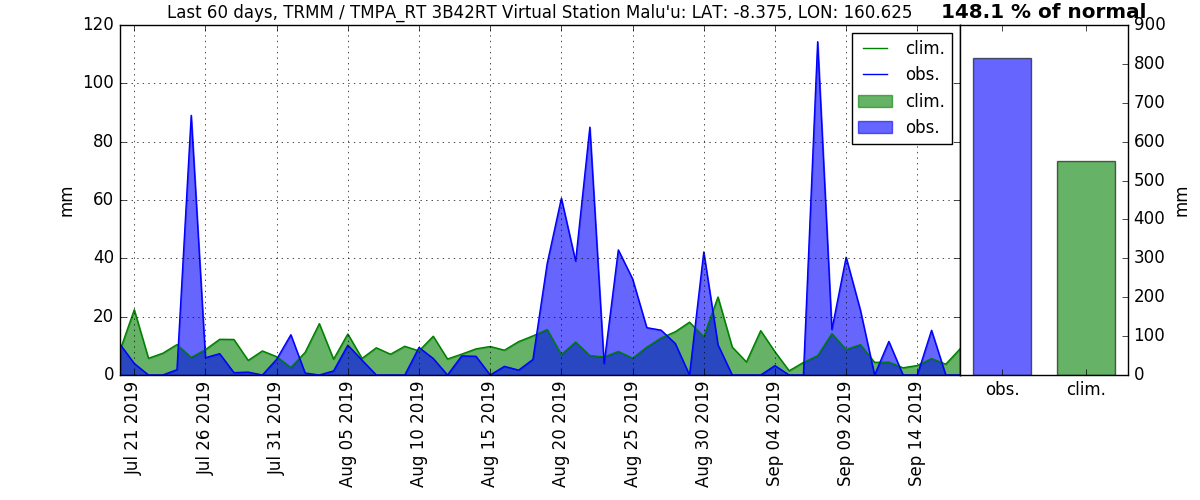 Last 60 days, TRMM / TMPA_RT 3B42RT Virtual Station Malu'u: LAT: -8.375, LON: 160.625
148.1 % of normal
120
100
80
60
40
20
0
mm
clim.
obs.
clim.
obs.
Jul 21 2019
Jul 26 2019
Jul 31 2019
Aug 05 2019
Aug 10 2019
Aug 15 2019
Aug 20 2019
Aug 25 2019
Aug 30 2019
Sep 04 2019
Sep 09 2019
Sep 14 2019
900
800
700
600
500
400
300
200
100
0
mm
obs.
clim.